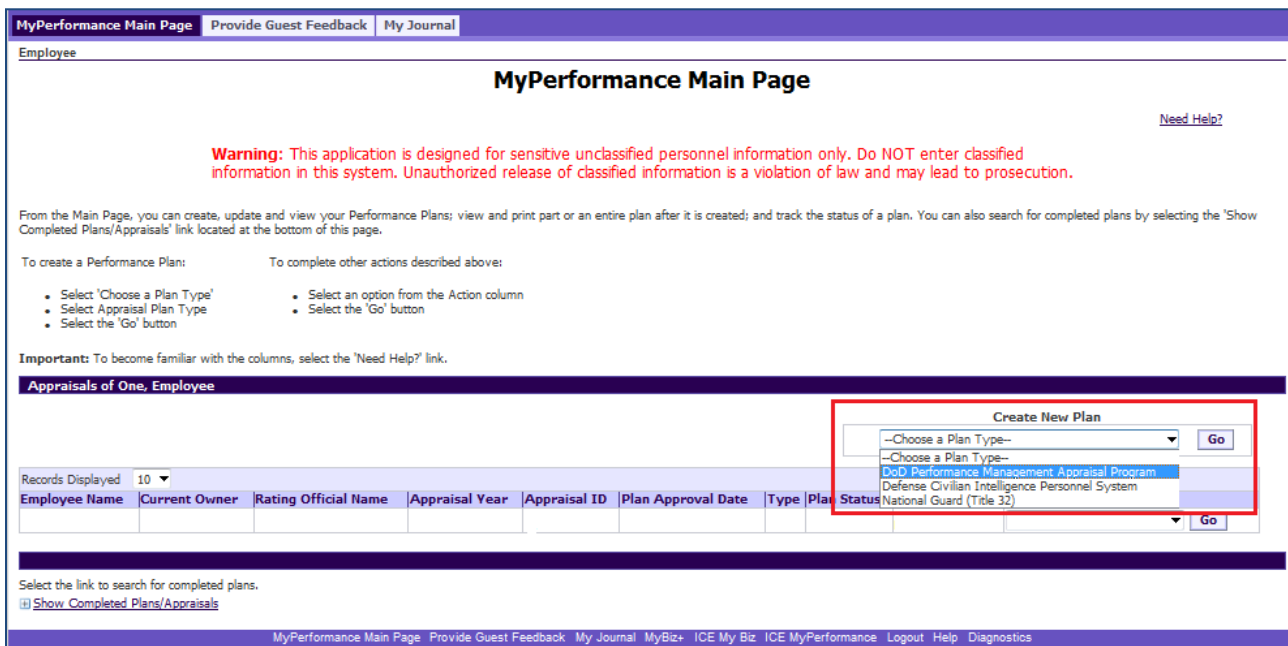 MyPerformance Main Page Provide Guest Feedback My Journal
Employee
MyPerformance Main Page
Need Help?
Warning: This application is designed for sensitive unclassified personnel information only. Do NOT enter classified
information in this system. Unauthorized release of classified information is a violation of law and may lead to prosecution.
From the Main Page, you can create, update and view your Performance Plans; view and print part or an entire plan after it is created; and track the status of a plan. You can also search for completed plans by selecting the 'Show
Completed Plans/Appraisals' link located at the bottom of this page.
To create a Performance Plan: To complete other actions described above:
• Select 'Choose a Plan Type' • Select an option from the Action column
• Select Appraisal Plan Type • Select the 'Go' button
• Select the 'Go' button
Important: To become familiar with the columns, select the 'Need Help?' link.
Appraisals of One, Employee
Create New Plan
--Choose a Plan Type-- Go
--Choose a Plan Type--
DoD Performance Management Appraisal Program
Defense Civilian Intelligence Personnel System
National Guard (Title 32)
Records Displayed 10
Employee Name Current Owner Rating Official Name Appraisal Year Appraisal ID Plan Approval Date Type Plan Status
Go
Select the link to search for completed plans.
Show Completed Plans/Appraisals
MyPerformance Main Page Provide Guest Feedback My Journal MyBiz+ ICE My Biz ICE MyPerformance Logout Help Diagnostics